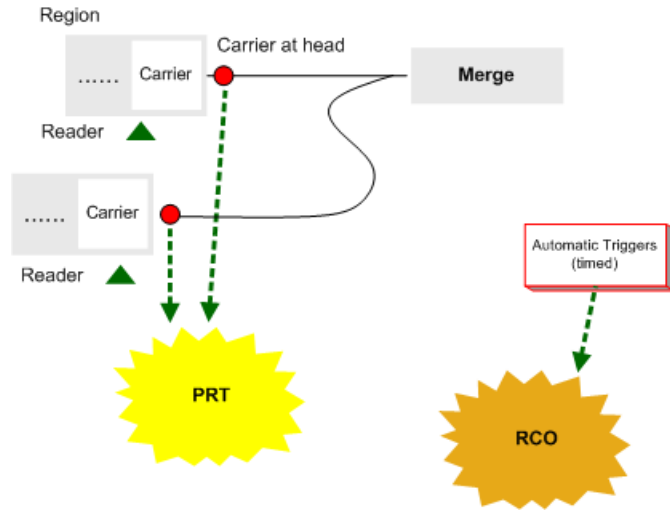 Region
Carrier at head
...... Carrier
Merge
Reader
...... Carrier
Reader
Automatic Triggers
(timed)
PRT
RCO